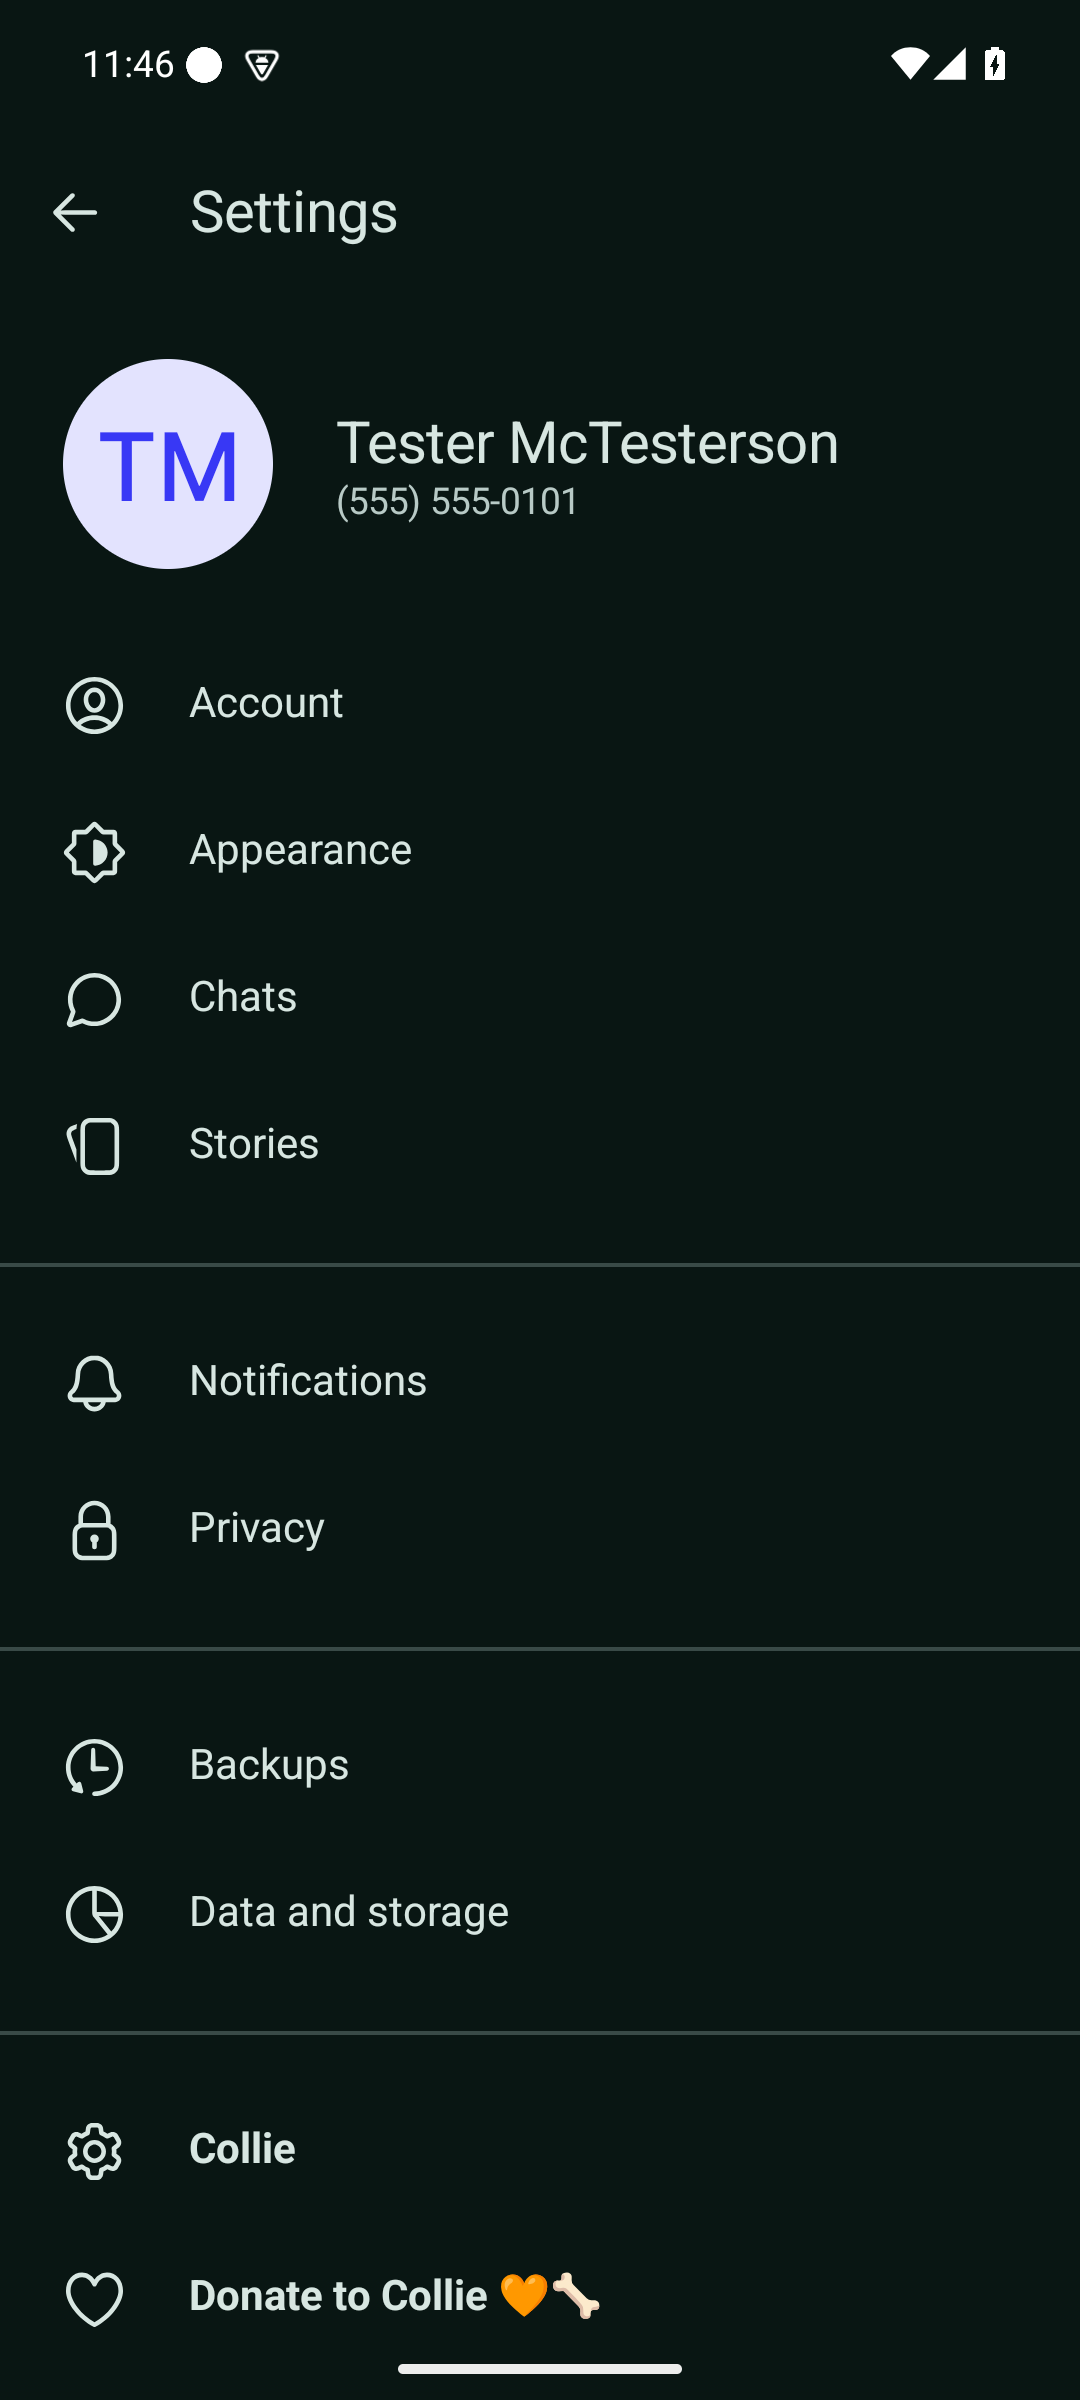 11:46
Settings
TM
Tester McTesterson
(555) 555-0101
Account
Appearance
Chats
Stories
Notifications
Privacy
Backups
Data and storage
Collie
Donate to Collie 🧡🦴